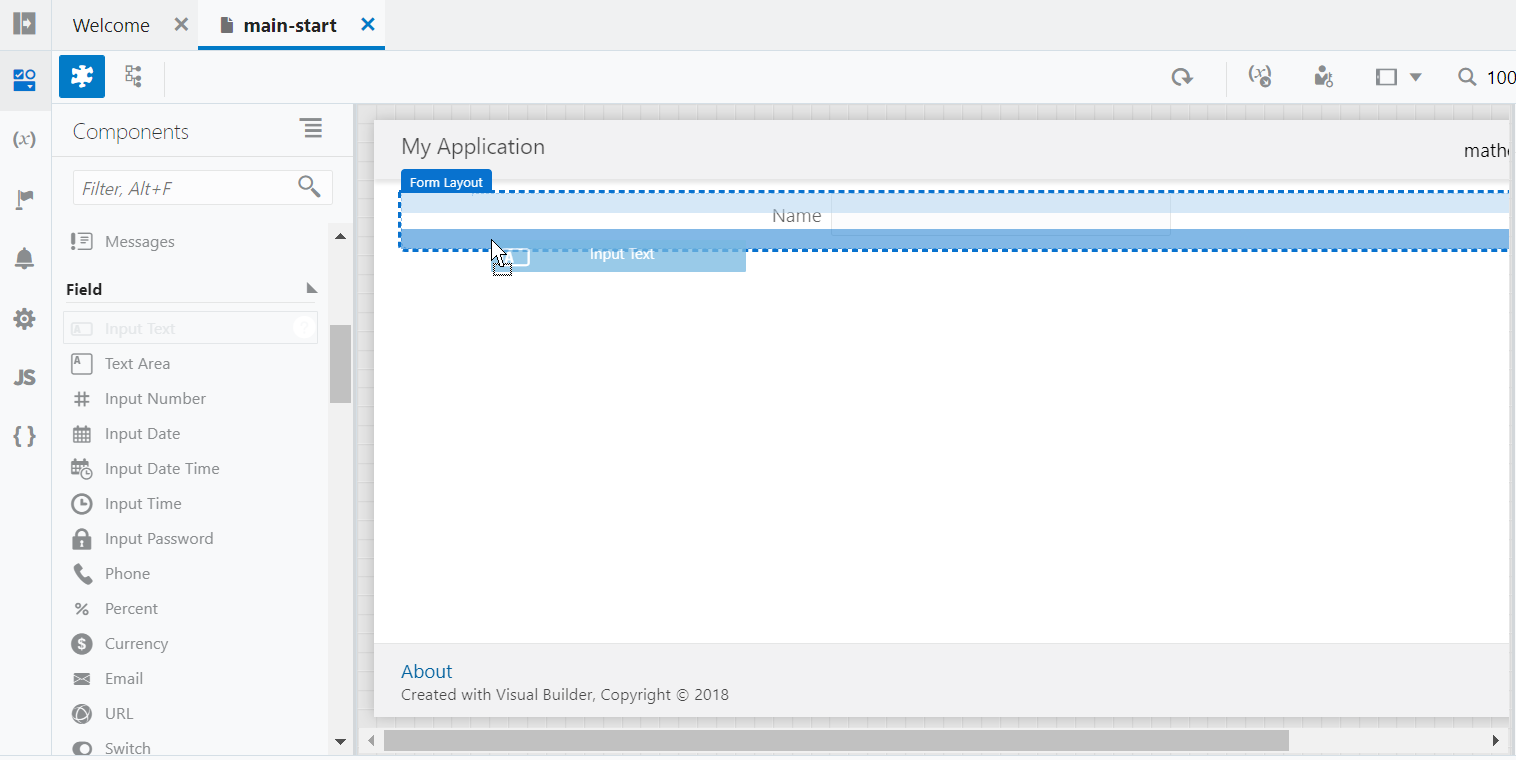 Welcome
main-start
100
Components
Filter, Alt+F
Messages
Field
Input Text
Text Area
Input Number
Input Date
Input Date Time
Input Time
Input Password
Phone
Percent
Currency
Email
URL
Switch
(x)
JS
{ }
My Application
math
Form Layout
Name
Input Text
About
Created with Visual Builder, Copyright © 2018